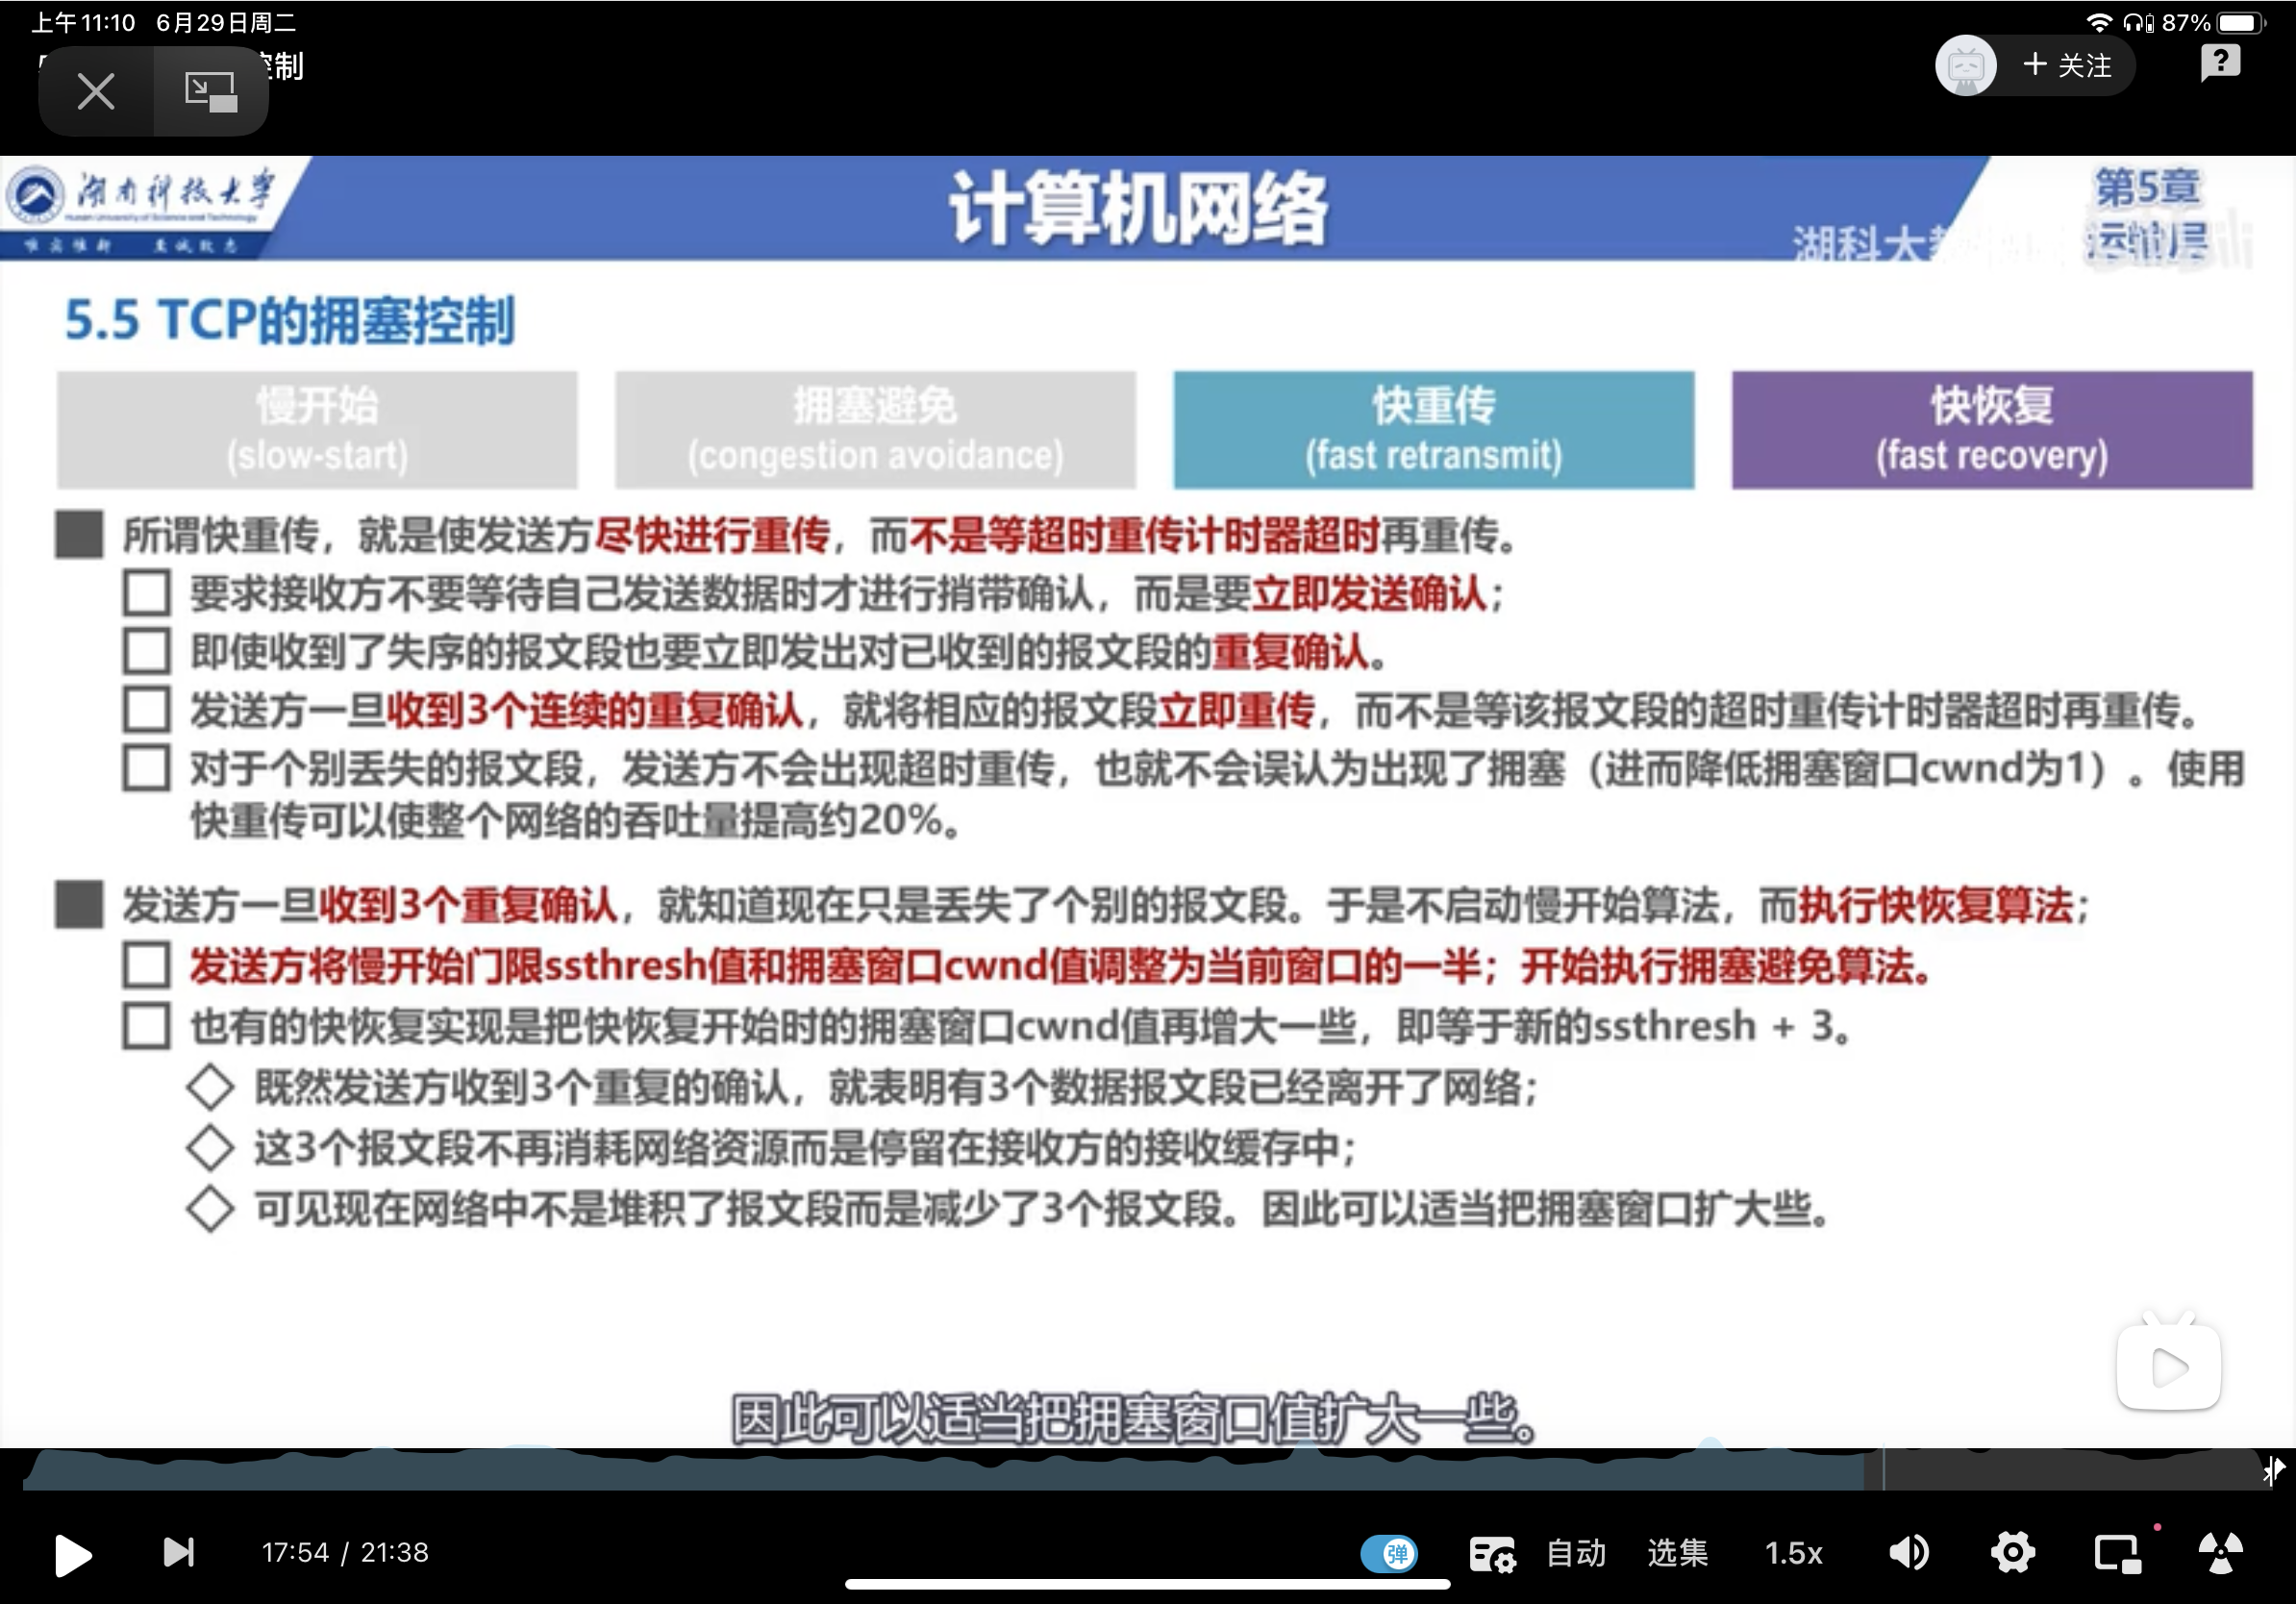 上午11:10 6月29日周二
87%
控制
+ 关注
湖南科技大学
Hunan University of Science and Technology
唯实惟新 至诚致志
计算机网络
第5章
运输层
湖科大教
5.5 TCP的拥塞控制
慢开始
(slow-start)
拥塞避免
(congestion avoidance)
快重传
(fast retransmit)
快恢复
(fast recovery)
所谓快重传，就是使发送方尽快进行重传，而不是等超时重传计时器超时再重传。
要求接收方不要等待自己发送数据时才进行捎带确认，而是要立即发送确认；
即使收到了失序的报文段也要立即发出对已收到的报文段的重复确认。
发送方一旦收到3个连续的重复确认，就将相应的报文段立即重传，而不是等该报文段的超时重传计时器超时再重传。
对于个别丢失的报文段，发送方不会出现超时重传，也就不会误认为出现了拥塞（进而降低拥塞窗口cwnd为1）。使用
快重传可以使整个网络的吞吐量提高约20%。
发送方一旦收到3个重复确认，就知道现在只是丢失了个别的报文段。于是不启动慢开始算法，而执行快恢复算法；
发送方将慢开始门限ssthresh值和拥塞窗口cwnd值调整为当前窗口的一半；开始执行拥塞避免算法。
也有的快恢复实现是把快恢复开始时的拥塞窗口cwnd值再增大一些，即等于新的ssthresh + 3。
既然发送方收到3个重复的确认，就表明有3个数据报文段已经离开了网络；
这3个报文段不再消耗网络资源而是停留在接收方的接收缓存中；
可见现在网络中不是堆积了报文段而是减少了3个报文段。因此可以适当把拥塞窗口扩大些。
因此可以适当把拥塞窗口值扩大一些。
17:54 / 21:38
弹
自动
选集
1.5x